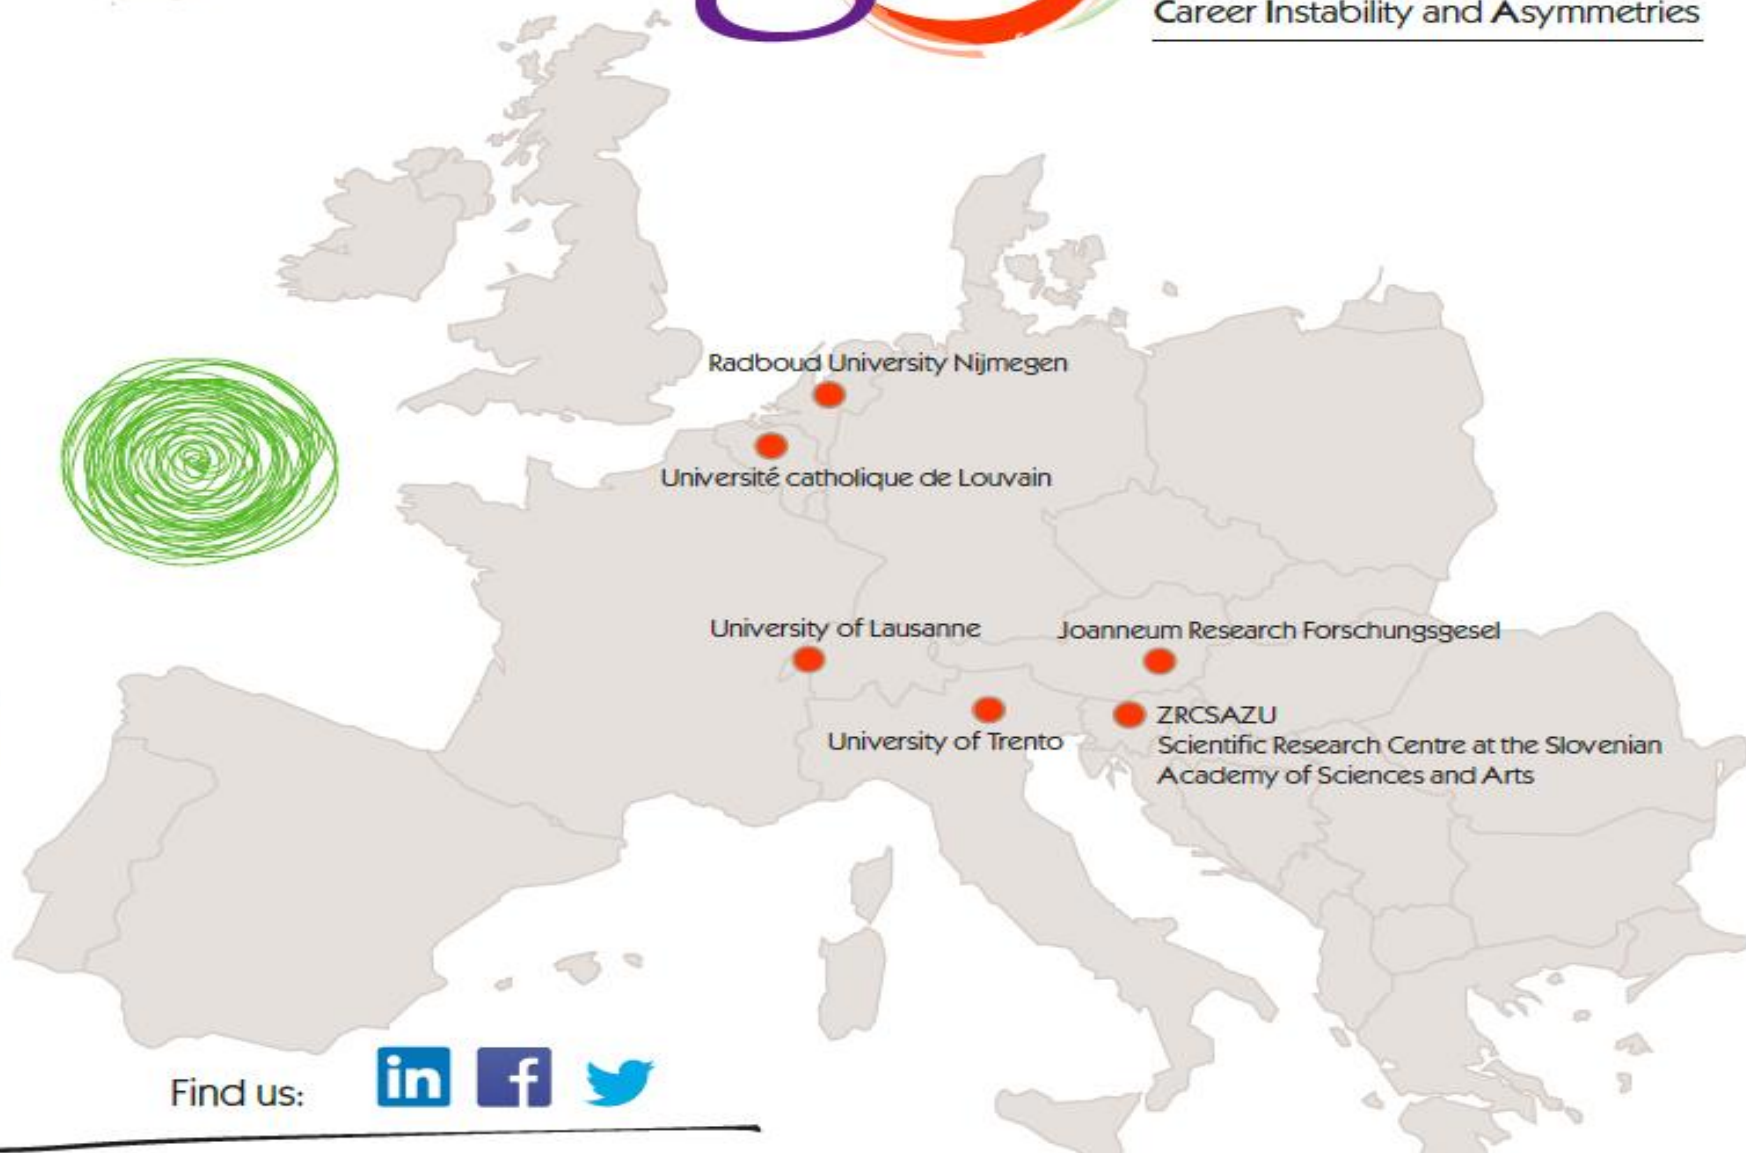 Career Instability and Asymmetries
Radboud University Nijmegen
Université catholique de Louvain
University of Lausanne
Joanneum Research Forschungsgesel
University of Trento
ZRCSAZU
Scientific Research Centre at the Slovenian
Academy of Sciences and Arts
Find us:
in f